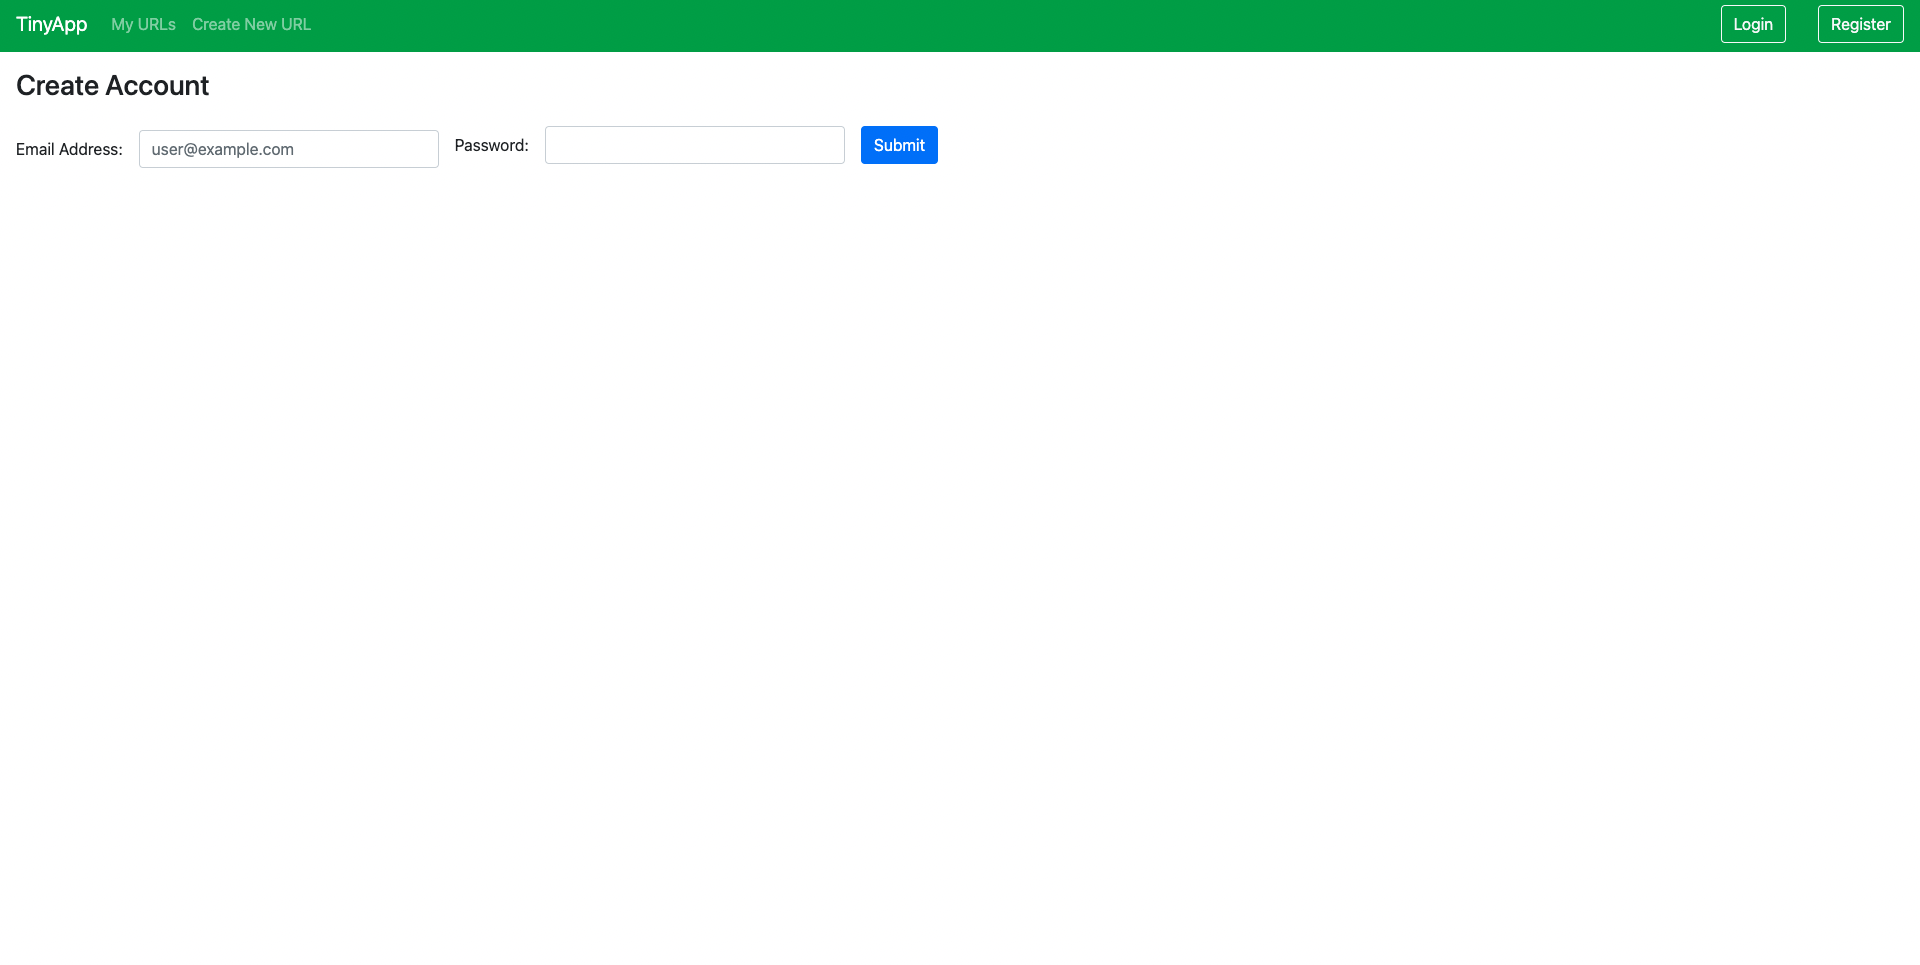 TinyApp My URLs Create New URL Login Register
Create Account
Email Address: user@example.com Password: Submit